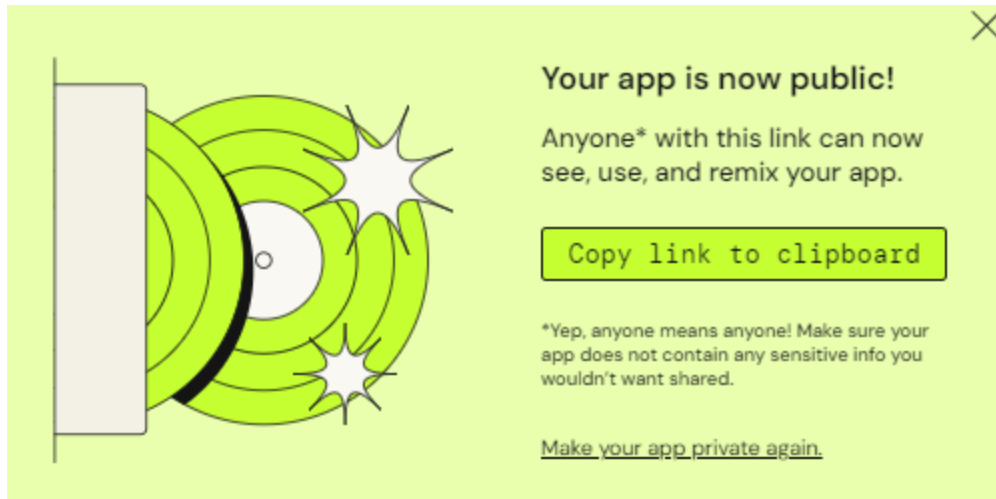 Your app is now public!
Anyone* with this link can now
see, use, and remix your app.
Copy link to clipboard
*Yep, anyone means anyone! Make sure your
app does not contain any sensitive info you
wouldn't want shared.
Make your app private again.